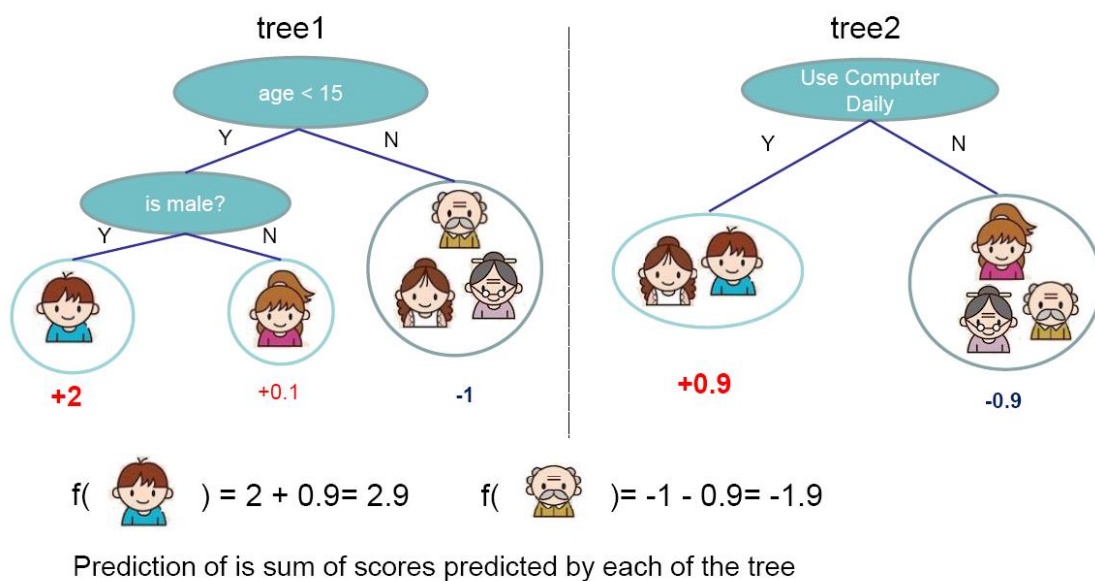 tree1
tree2
age < 15
Use Computer
Daily
Y
N
Y
N
is male?
Y
N
+2
+0.1
-1
+0.9
-0.9
f( ) = 2 + 0.9= 2.9
f( )= -1 - 0.9= -1.9
Prediction of is sum of scores predicted by each of the tree